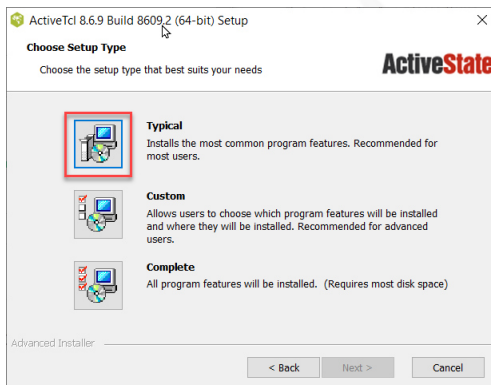 ActiveTcl 8.6.9 Build 8609.2 (64-bit) Setup
Choose Setup Type
Choose the setup type that best suits your needs
ActiveState
Typical
Installs the most common program features. Recommended for
most users.
Custom
Allows users to choose which program features will be installed
and where they will be installed. Recommended for advanced
users.
Complete
All program features will be installed. (Requires most disk space)
Advanced Installer
< Back
Next >
Cancel